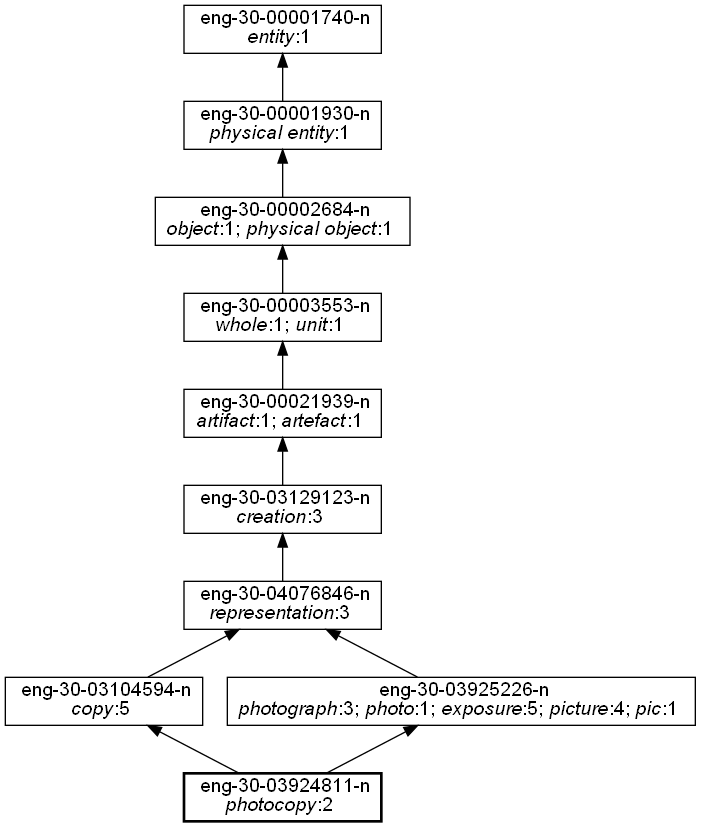 eng-30-00001740-n
entity:1
eng-30-00001930-n
physical entity:1
eng-30-00002684-n
object:1; physical object:1
eng-30-00003553-n
whole:1; unit:1
eng-30-00021939-n
artifact:1; artefact:1
eng-30-03129123-n
creation:3
eng-30-04076846-n
representation:3
eng-30-03104594-n
copy:5
eng-30-03925226-n
photograph:3; photo:1; exposure:5; picture:4; pic:1
eng-30-03924811-n
photocopy:2